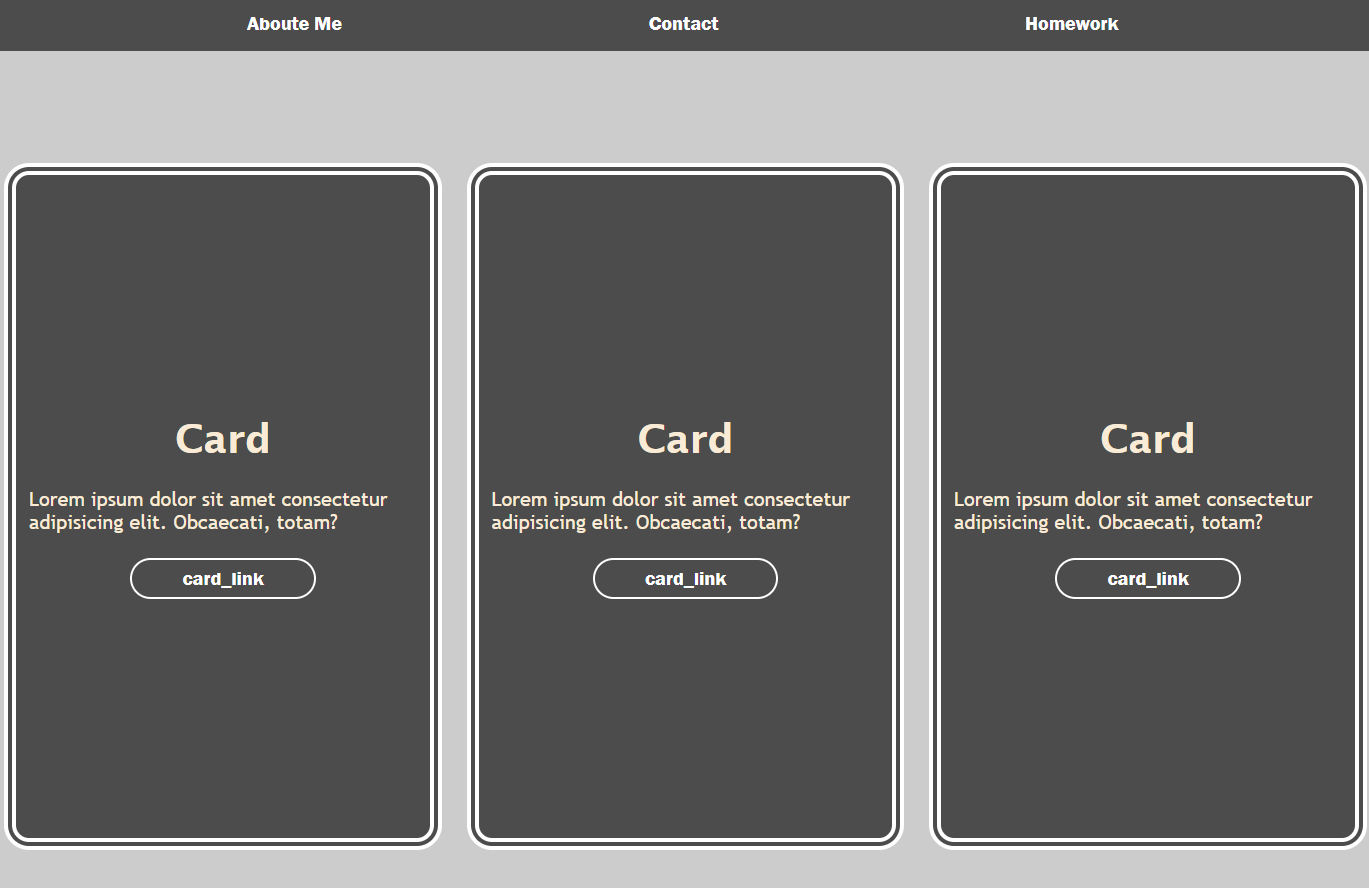 Aboute Me Contact Homework
Card
Lorem ipsum dolor sit amet consectetur
adipisicing elit. Obcaecati, totam?
card_link
Card
Lorem ipsum dolor sit amet consectetur
adipisicing elit. Obcaecati, totam?
card_link
Card
Lorem ipsum dolor sit amet consectetur
adipisicing elit. Obcaecati, totam?
card_link